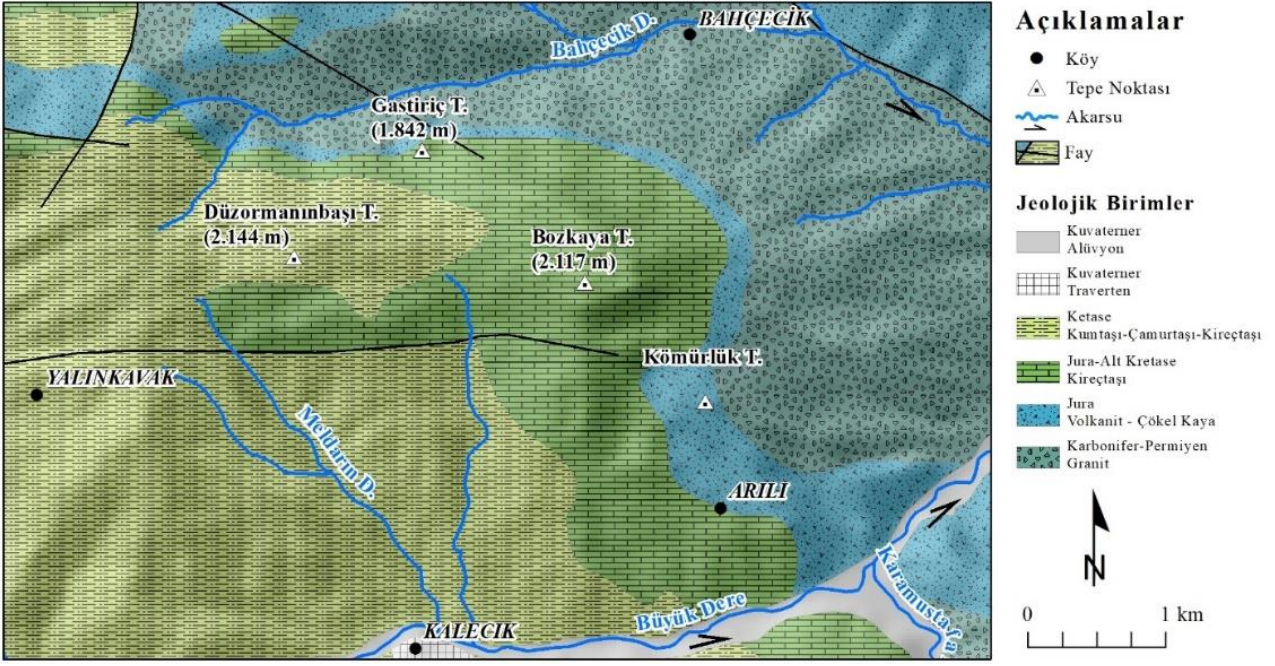 BAHÇECİK
Bahçecik D.
Gastiriç T.
(1.842 m)
Düzormanınbaşı T.
(2.144 m)
Bozkaya T.
(2.117 m)
Kömürlük T.
YALINKAVAK
Meldarın D.
ARILI
Karamustafa
Büyük Dere
KALECİK
Açıklamalar
Köy
Tepe Noktası
Akarsu
Fay
Jeolojik Birimler
Kuvaterner
Alüvyon
Kuvaterner
Traverten
Ketase
Kumtaşı-Çamurtaşı-Kireçtaşı
Jura-Alt Kretase
Kireçtaşı
Jura
Volkanit - Çökel Kaya
Karbonifer-Permiyen
Granit
N
0 1 km